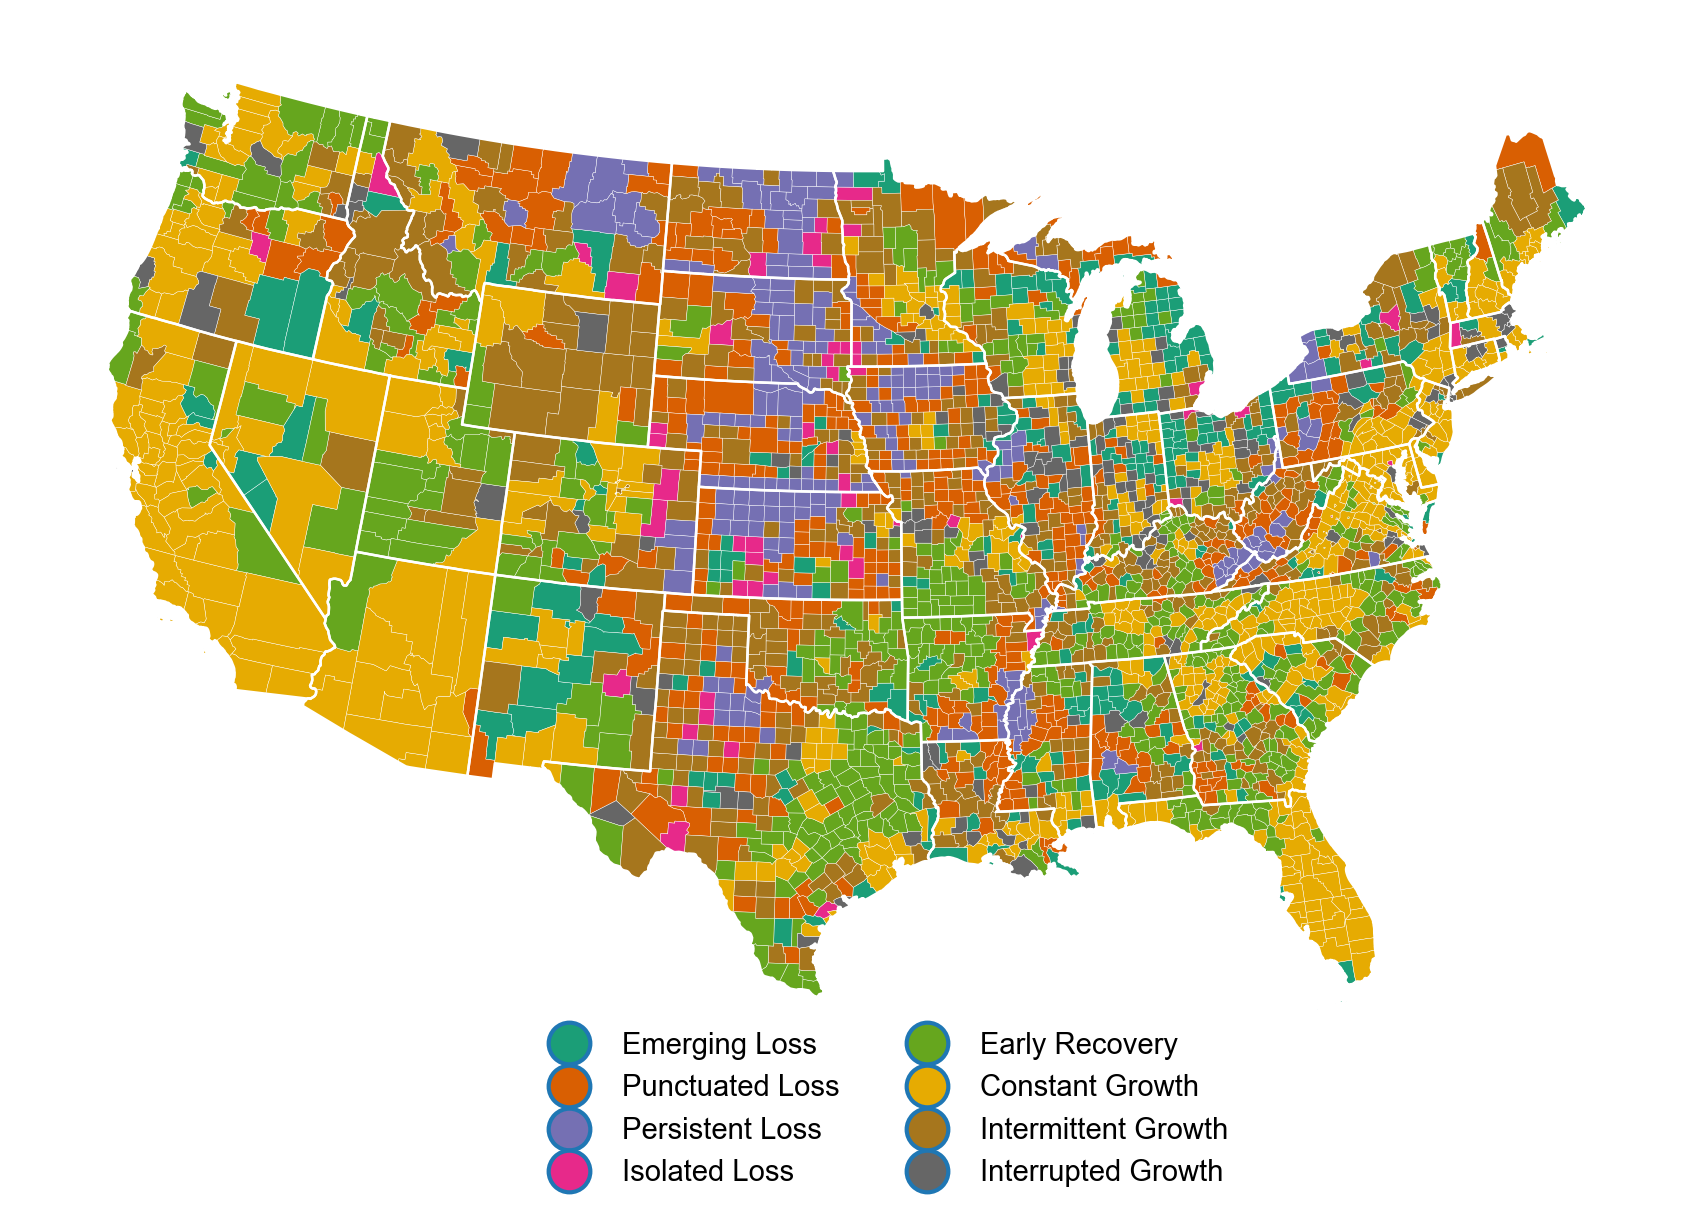 Emerging Loss
Punctuated Loss
Persistent Loss
Isolated Loss
Early Recovery
Constant Growth
Intermittent Growth
Interrupted Growth